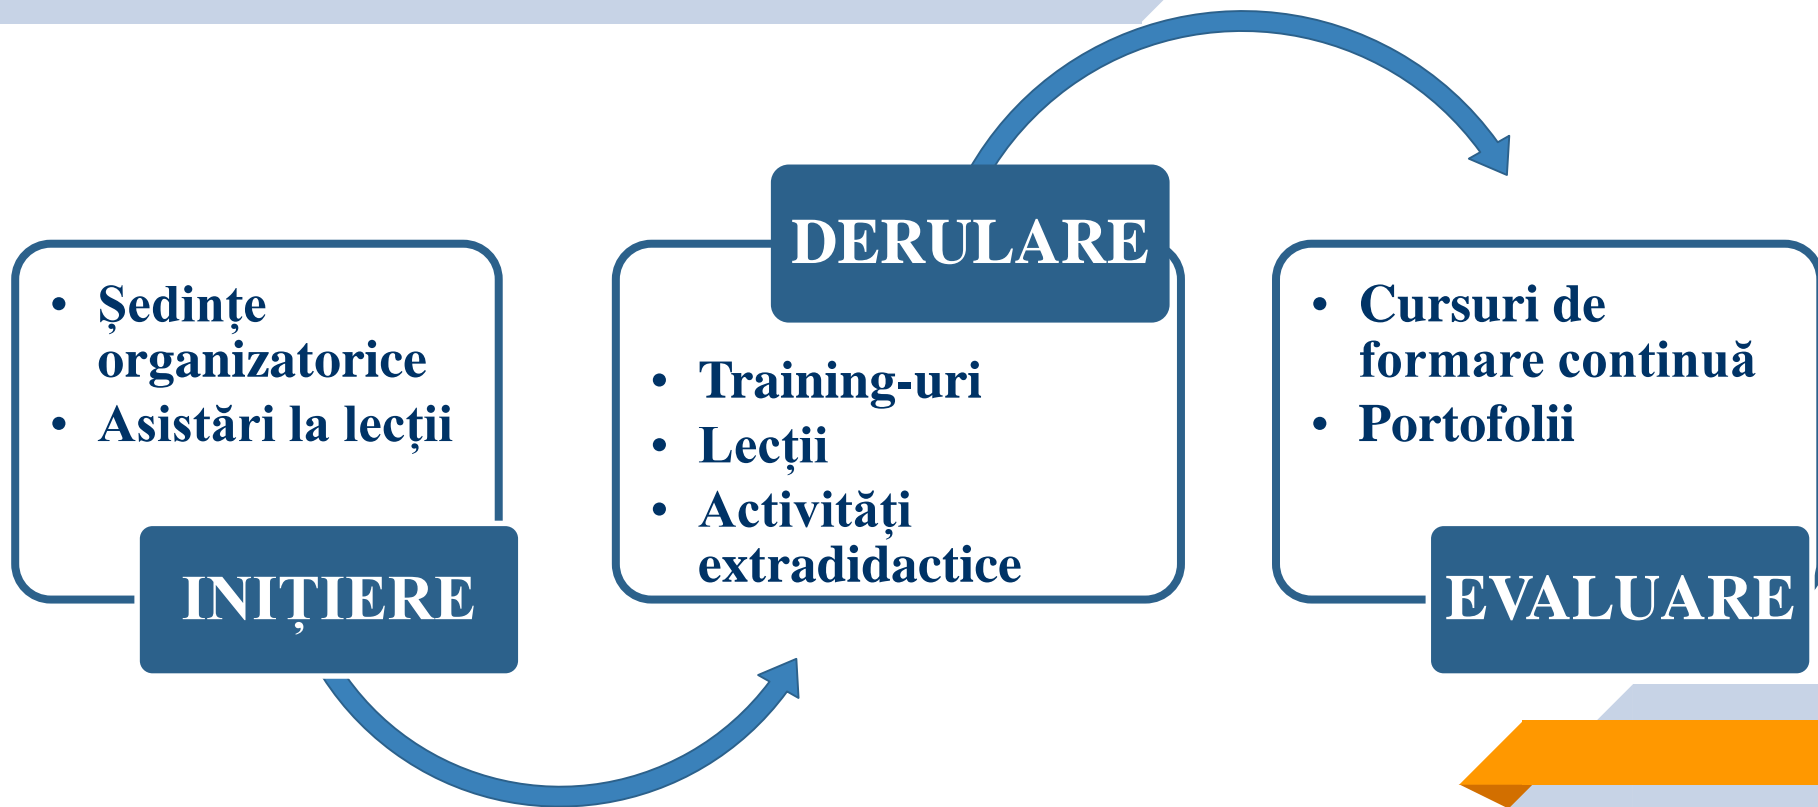 • Ședințe
organizatorice
• Asistări la lecții
INIȚIERE
DERULARE
• Training-uri
• Lecții
• Activități
extradidactice
• Cursuri de
formare continuă
• Portofolii
EVALUARE